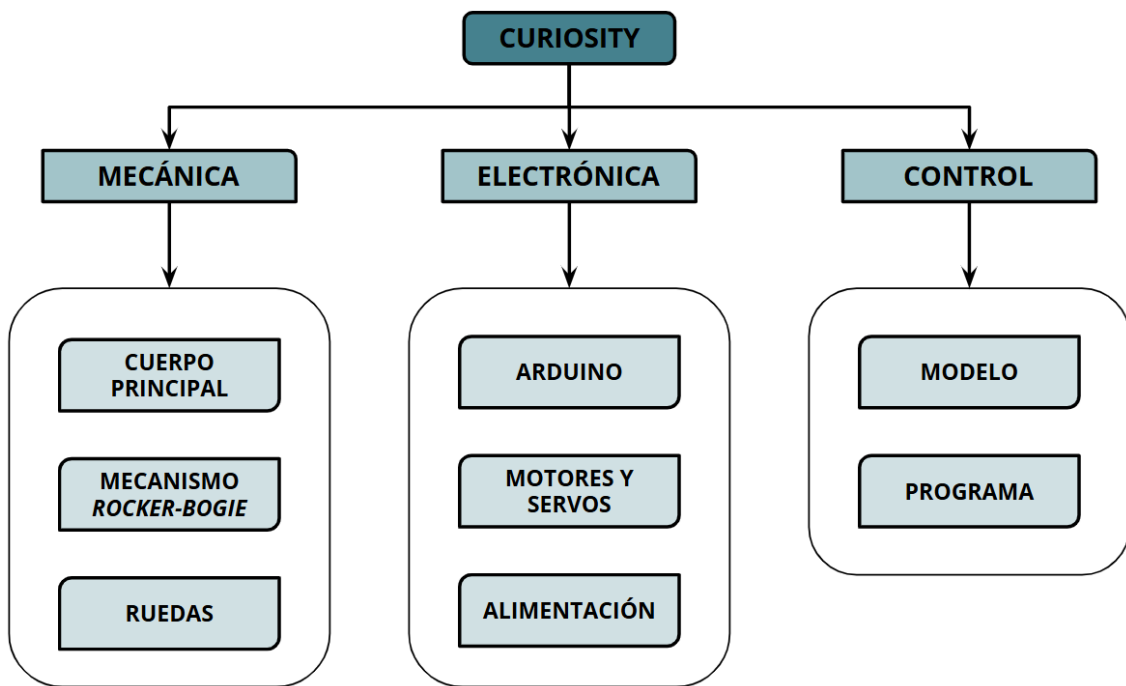 CURIOSITY
MECÁNICA
ELECTRÓNICA
CONTROL
CUERPO
PRINCIPAL
MECANISMO
ROCKER-BOGIE
RUEDAS
ARDUINO
MOTORES Y
SERVOS
ALIMENTACIÓN
MODELO
PROGRAMA